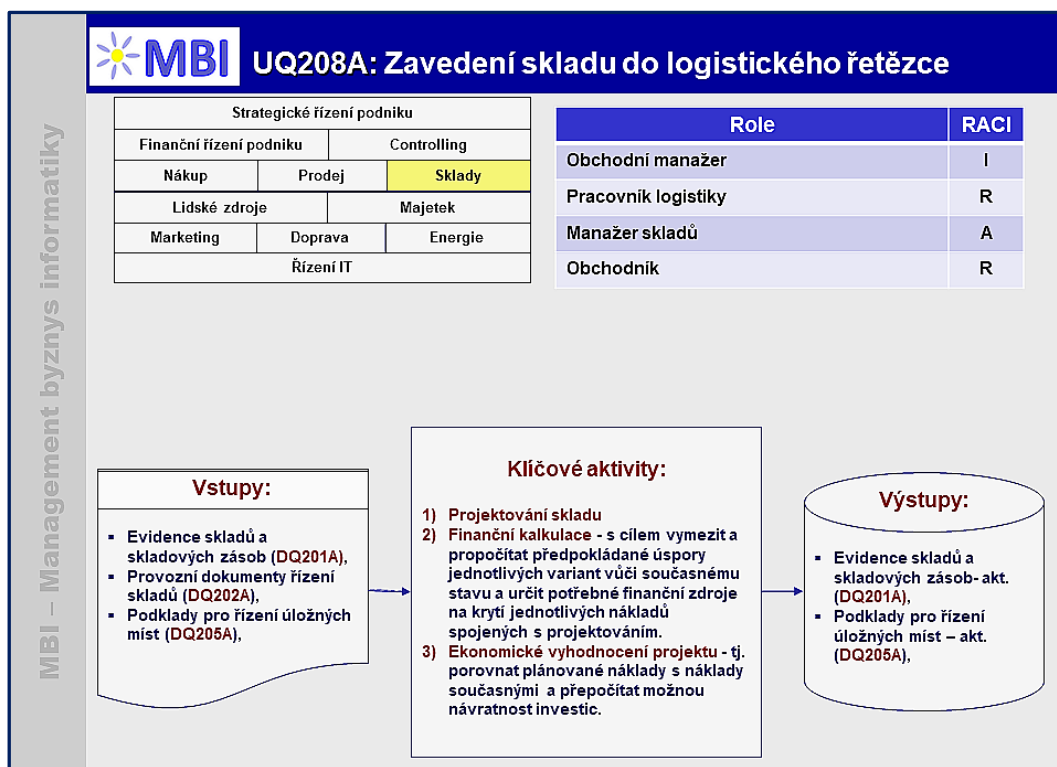 MBI
UQ208A: Zavedení skladu do logistického řetězce
MBI – Management byznys informatiky
Strategické řízení podniku
Finanční řízení podniku
Controlling
Nákup
Prodej
Sklady
Lidské zdroje
Majetek
Marketing
Doprava
Energie
Řízení IT
Role RACI
Obchodní manažer I
Pracovník logistiky R
Manažer skladů A
Obchodník R
Vstupy:
▪ Evidence skladů a
skladových zásob (DQ201A),
▪ Provozní dokumenty řízení
skladů (DQ202A),
▪ Podklady pro řízení úložných
míst (DQ205A),
Klíčové aktivity:
1) Projektování skladu
2) Finanční kalkulace - s cílem vymezit a
propočítat předpokládané úspory
jednotlivých variant vůči současnému
stavu a určit potřebné finanční zdroje
na krytí jednotlivých nákladů
spojených s projektováním.
3) Ekonomické vyhodnocení projektu - tj.
porovnat plánované náklady s náklady
současnými a přepočítat možnou
návratnost investic.
Výstupy:
▪ Evidence skladů a
skladových zásob- akt.
(DQ201A),
▪ Podklady pro řízení
úložných míst – akt.
(DQ205A),